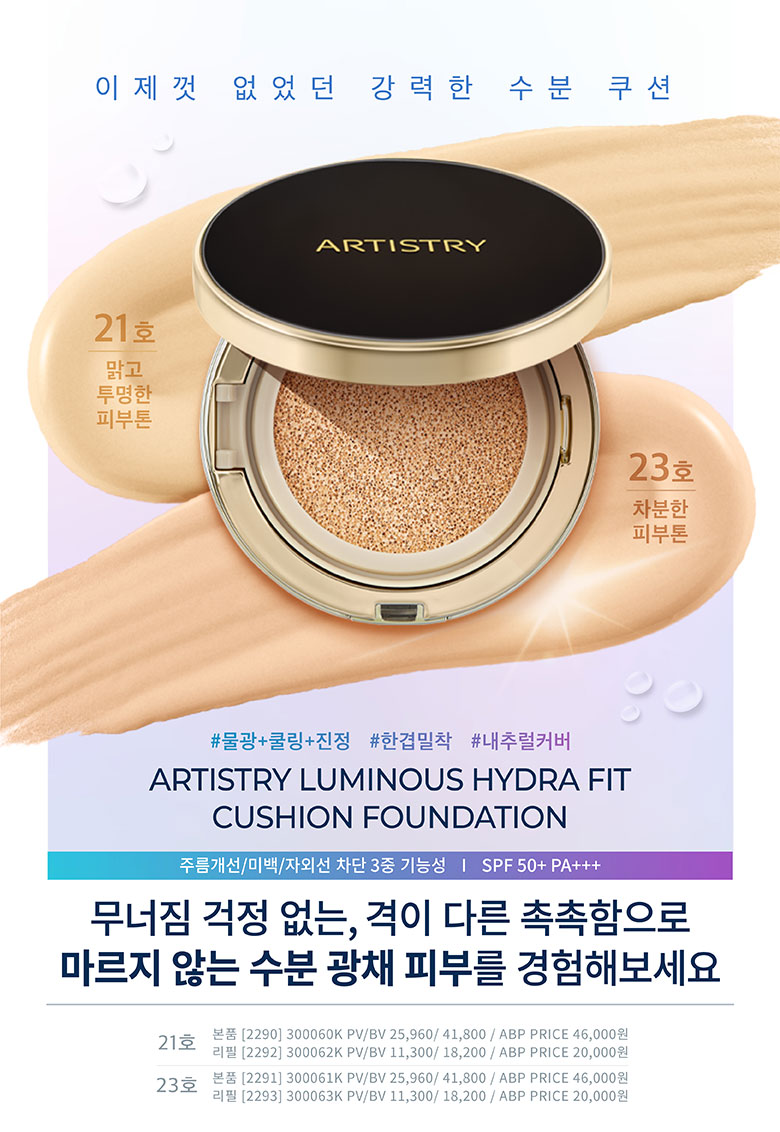 이제껏 없었던 강력한 수분 쿠션
ARTISTRY
21호
맑고
투명한
피부톤
23호
차분한
피부톤
#물광+쿨링+진정 #한겹밀착 #내추럴커버
ARTISTRY LUMINOUS HYDRA FIT
CUSHION FOUNDATION
주름개선/미백/자외선 차단 3중 기능성 I SPF 50+ PA+++
무너짐 걱정 없는, 격이 다른 촉촉함으로
마르지 않는 수분 광채 피부를 경험해보세요
21호
본품 [2290] 300060K PV/BV 25,960/ 41,800 / ABP PRICE 46,000원
리필 [2292] 300062K PV/BV 11,300/ 18,200 / ABP PRICE 20,000원
23호
본품 [2291] 300061K PV/BV 25,960/ 41,800 / ABP PRICE 46,000원
리필 [2293] 300063K PV/BV 11,300/ 18,200 / ABP PRICE 20,000원